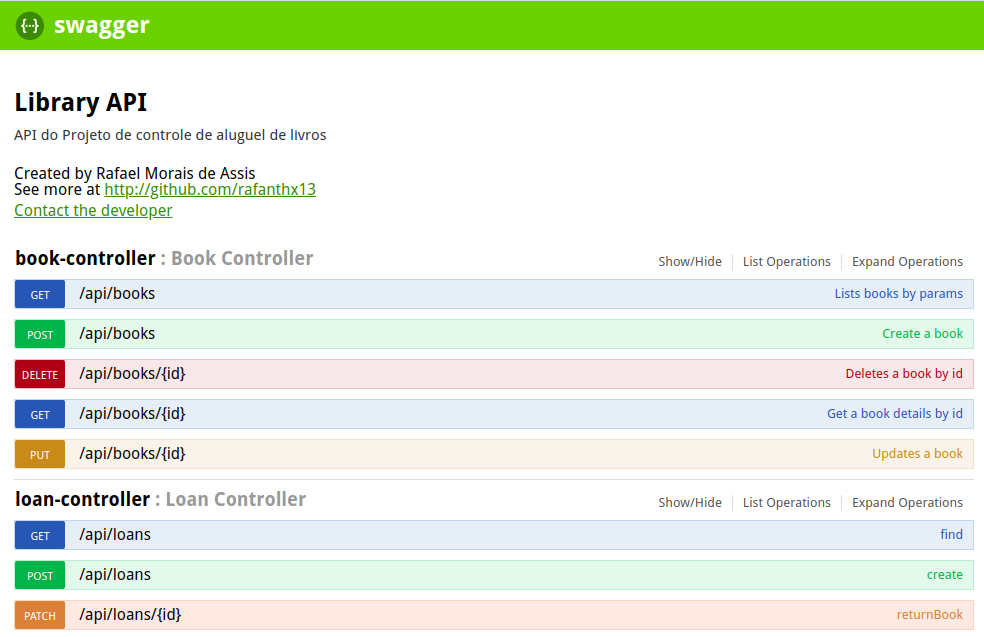 {···} swagger
Library API
API do Projeto de controle de aluguel de livros
Created by Rafael Morais de Assis
See more at http://github.com/rafanthx13
Contact the developer
book-controller : Book Controller Show/Hide List Operations Expand Operations
GET /api/books Lists books by params
POST /api/books Create a book
DELETE /api/books/{id} Deletes a book by id
GET /api/books/{id} Get a book details by id
PUT /api/books/{id} Updates a book
loan-controller : Loan Controller Show/Hide List Operations Expand Operations
GET /api/loans find
POST /api/loans create
PATCH /api/loans/{id} returnBook